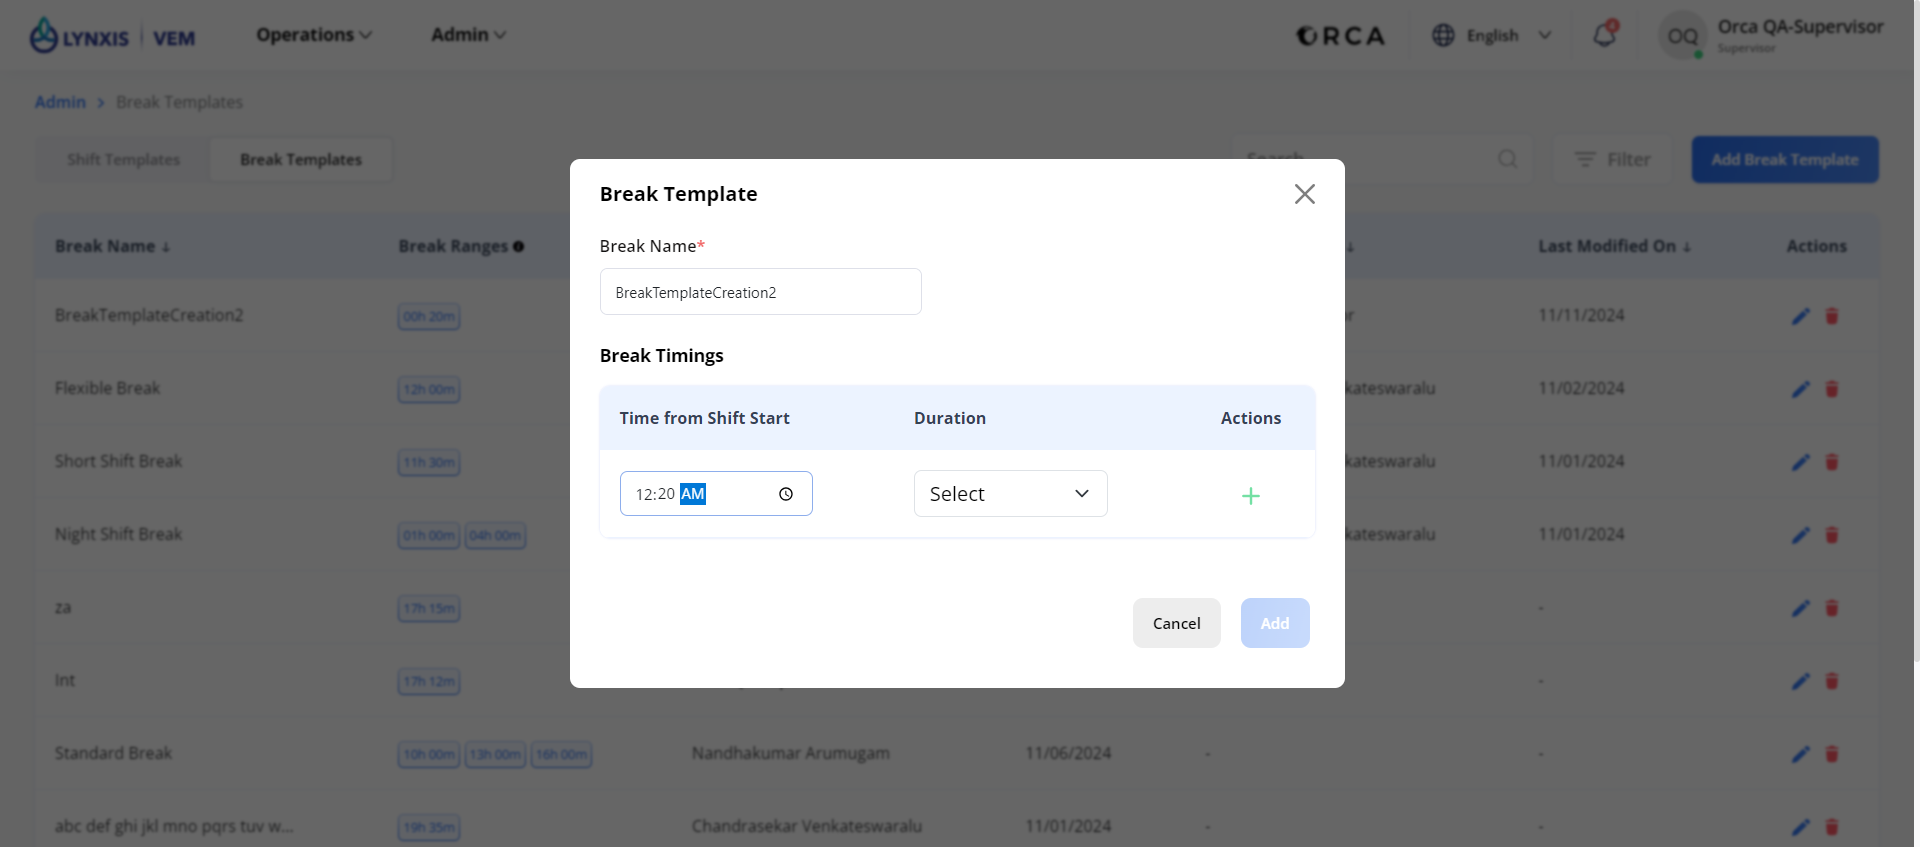 LYNXIS VEM Operations Admin ORCA English 4 OQ Orca QA-Supervisor
Supervisor
Admin > Break Templates
Shift Templates Break Templates Search Filter Add Break Template
Break Name ↓ Break Ranges Last Modified On ↓ Actions
BreakTemplateCreation2 00h 20m or 11/11/2024
Flexible Break 12h 00m kateswaralu 11/02/2024
Short Shift Break 11h 30m kateswaralu 11/01/2024
Night Shift Break 01h 00m 04h 00m kateswaralu 11/01/2024
za 17h 15m -
Int 17h 12m -
Standard Break 10h 00m 13h 00m 16h 00m Nandhakumar Arumugam 11/06/2024 - -
abc def ghi jkl mno pqrs tuv w... 19h 35m Chandrasekar Venkateswaralu 11/01/2024 - -
Break Template
Break Name*
BreakTemplateCreation2
Break Timings
Time from Shift Start Duration Actions
12:20 AM Select +
Cancel Add